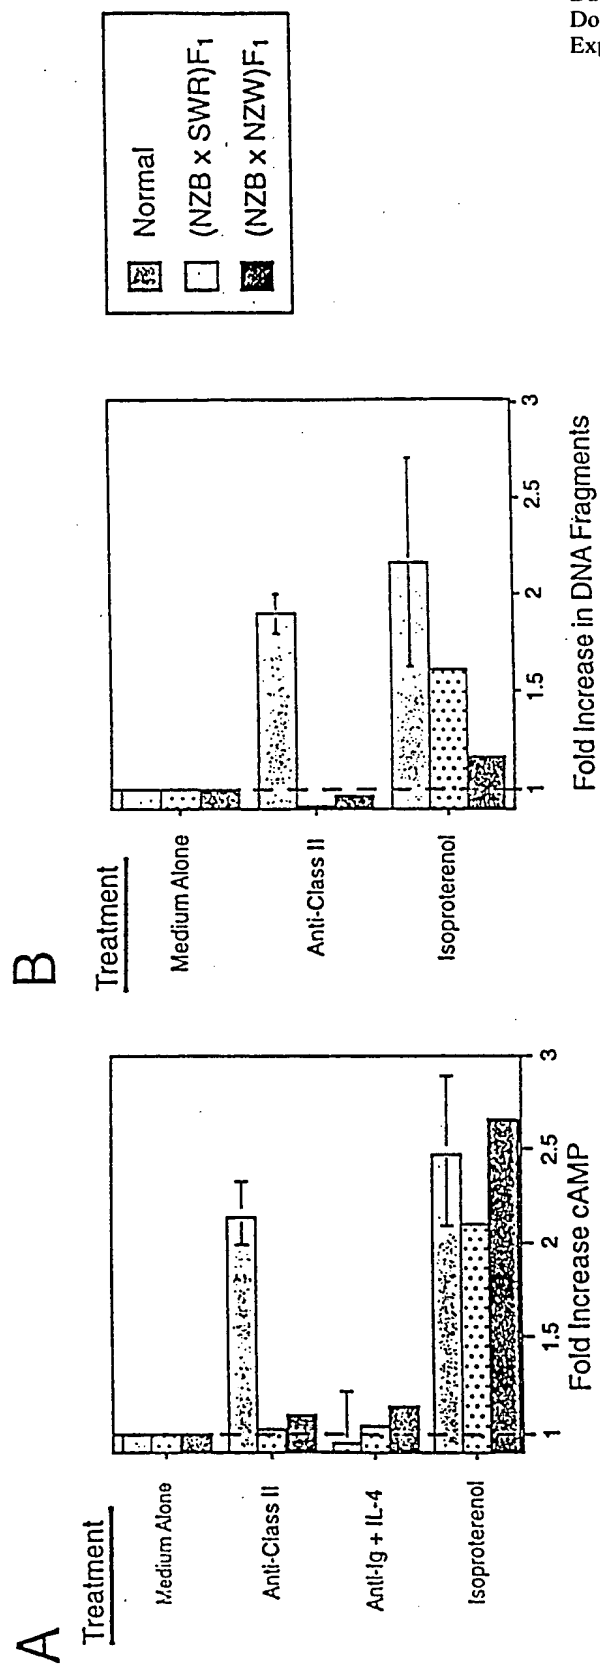 Do
Exp
A
Treatment
Medium Alone
Anti-Class II
Anti-Ig + IL-4
Isoproterenol
1
1.5
2
2.5
3
Fold Increase cAMP
B
Treatment
Medium Alone
Anti-Class II
Isoproterenol
1
1.5
2
2.5
3
Fold Increase in DNA Fragments
Normal
(NZB x SWR)F1
(NZB x NZW)F1